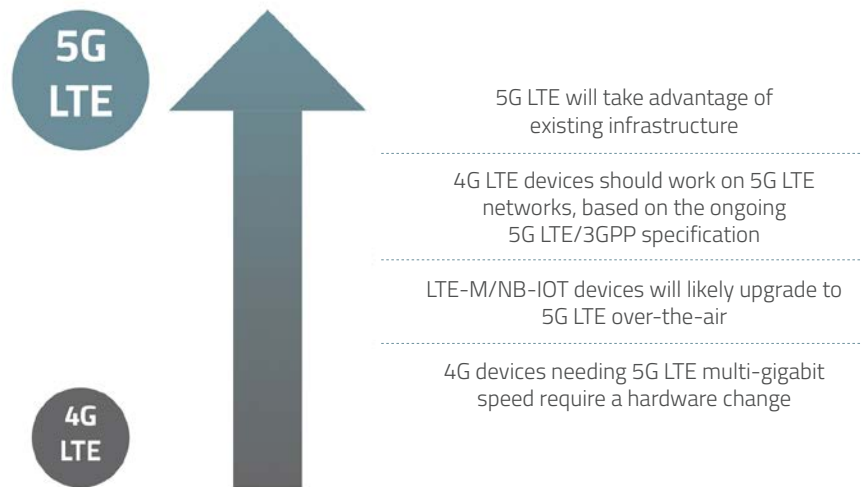 5G
LTE
5G LTE will take advantage of
existing infrastructure
4G LTE devices should work on 5G LTE
networks, based on the ongoing
5G LTE/3GPP specification
LTE-M/NB-IOT devices will likely upgrade to
5G LTE over-the-air
4G devices needing 5G LTE multi-gigabit
speed require a hardware change
4G
LTE